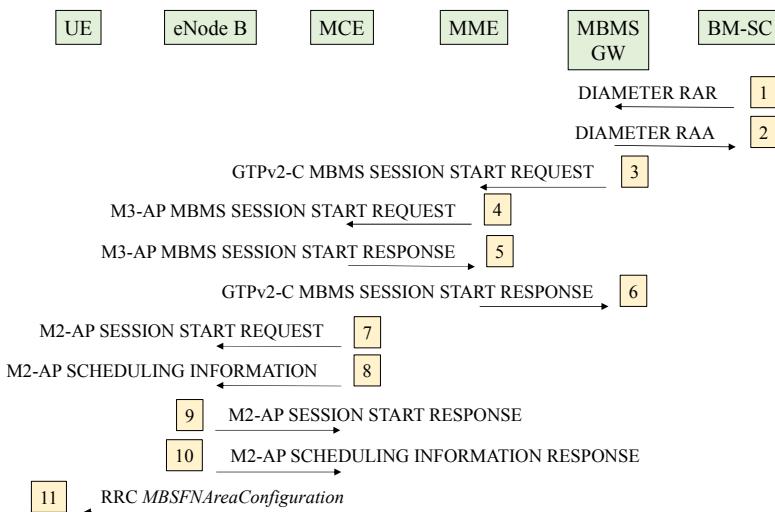 UE
eNode B
MCE
MME
MBMS
GW
BM-SC
DIAMETER RAR 1
DIAMETER RAA 2
GTPv2-C MBMS SESSION START REQUEST 3
M3-AP MBMS SESSION START REQUEST 4
M3-AP MBMS SESSION START RESPONSE 5
GTPv2-C MBMS SESSION START RESPONSE 6
M2-AP SESSION START REQUEST 7
M2-AP SCHEDULING INFORMATION 8
9 M2-AP SESSION START RESPONSE
10 M2-AP SCHEDULING INFORMATION RESPONSE
11 RRC MBSFNAreaConfiguration